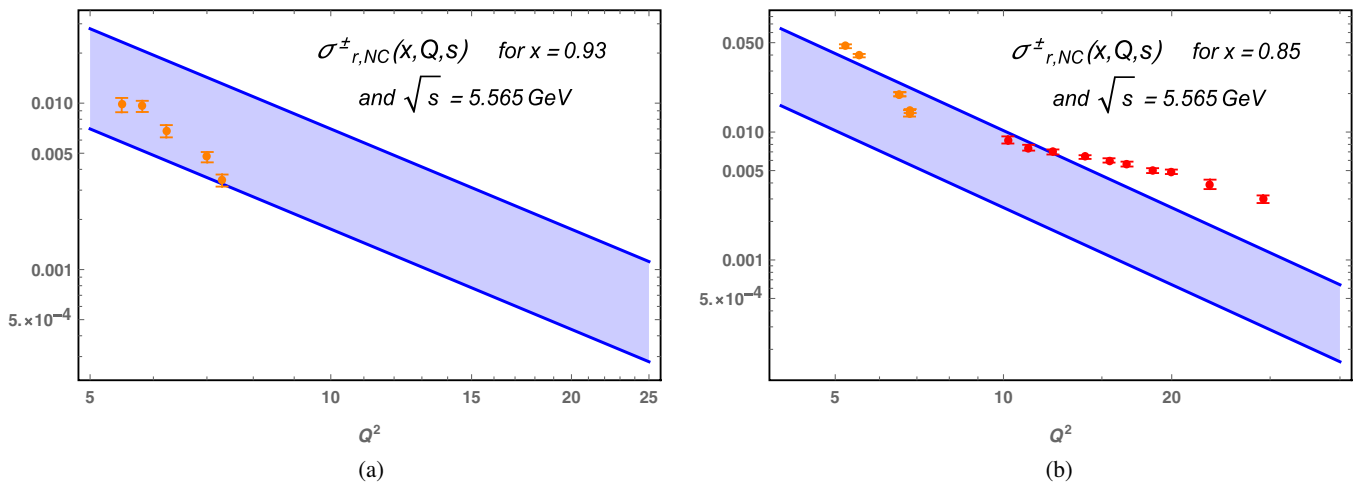 σ±r,NC(x,Q,s) for x = 0.93
and √s = 5.565 GeV
0.010
0.005
0.001
5.×10−4
5 10 15 20 25
Q2
(a)
σ±r,NC(x,Q,s) for x = 0.85
and √s = 5.565 GeV
0.050
0.010
0.005
0.001
5.×10−4
5 10 20
Q2
(b)